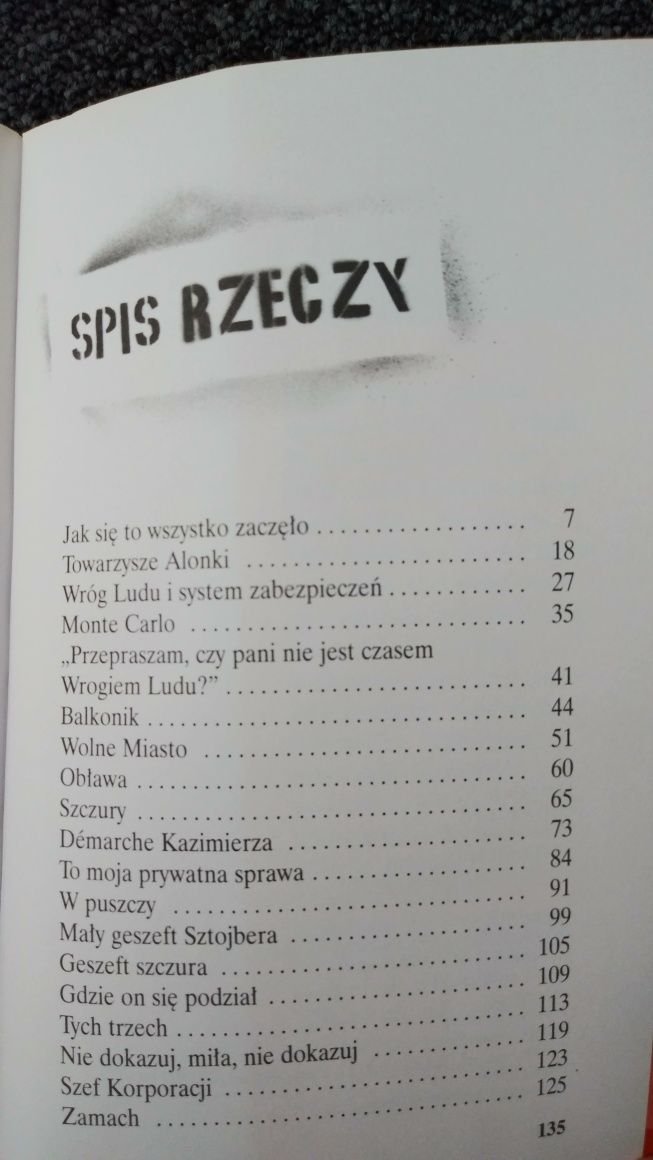 SPIS RZECZY
Jak się to wszystko zaczęło . . . . . . . . . . . . . . . . . . 7
Towarzysze Alonki . . . . . . . . . . . . . . . . . . . . . . . . 18
Wróg Ludu i system zabezpieczeń . . . . . . . . . . . . 27
Monte Carlo . . . . . . . . . . . . . . . . . . . . . . . . . . . . . 35
„Przepraszam, czy pani nie jest czasem
Wrogiem Ludu?” . . . . . . . . . . . . . . . . . . . . . . . . . . 41
Balkonik . . . . . . . . . . . . . . . . . . . . . . . . . . . . . . . . . 44
Wolne Miasto . . . . . . . . . . . . . . . . . . . . . . . . . . . . 51
Obława . . . . . . . . . . . . . . . . . . . . . . . . . . . . . . . . . . 60
Szczury . . . . . . . . . . . . . . . . . . . . . . . . . . . . . . . . . . 65
Démarche Kazimierza . . . . . . . . . . . . . . . . . . . . . 73
To moja prywatna sprawa . . . . . . . . . . . . . . . . . . . 84
W puszczy . . . . . . . . . . . . . . . . . . . . . . . . . . . . . . . 91
Mały geszeft Sztojbera . . . . . . . . . . . . . . . . . . . . . 99
Geszeft szczura . . . . . . . . . . . . . . . . . . . . . . . . . . . 105
Gdzie on się podział . . . . . . . . . . . . . . . . . . . . . . . 109
Tych trzech . . . . . . . . . . . . . . . . . . . . . . . . . . . . . . 113
Nie dokazuj, miła, nie dokazuj . . . . . . . . . . . . . . 119
Szef Korporacji . . . . . . . . . . . . . . . . . . . . . . . . . . . 123
Zamach . . . . . . . . . . . . . . . . . . . . . . . . . . . . . . . . . 125
135